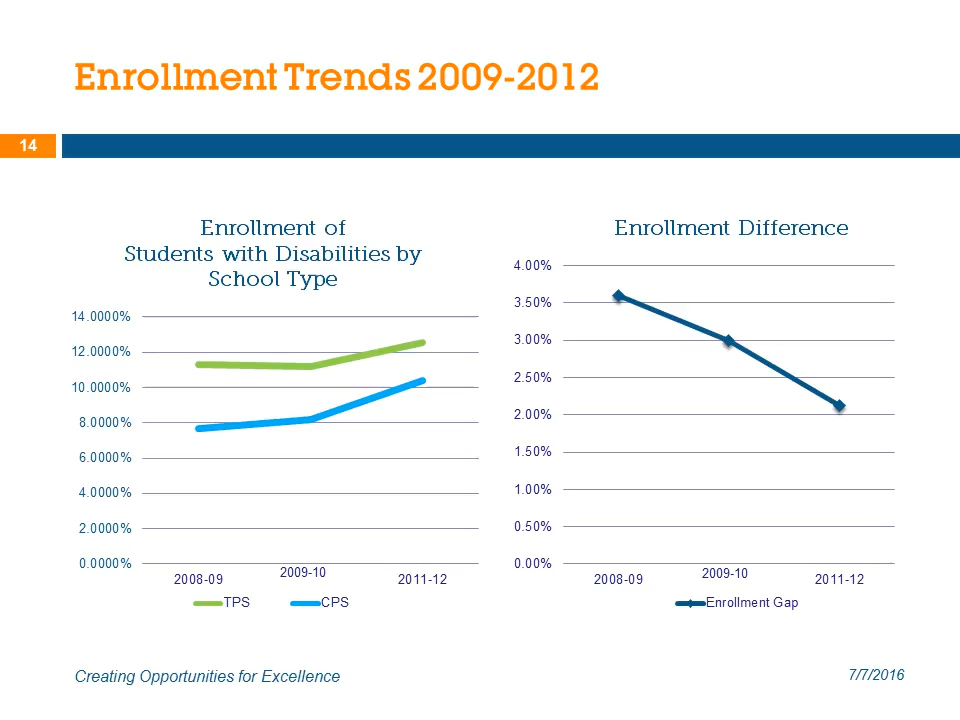 Enrollment Trends 2009-2012
14
Enrollment of
Students with Disabilities by
School Type
14.0000%
12.0000%
10.0000%
8.0000%
6.0000%
4.0000%
2.0000%
0.0000%
2008-09
2009-10
2011-12
TPS
CPS
Enrollment Difference
4.00%
3.50%
3.00%
2.50%
2.00%
1.50%
1.00%
0.50%
0.00%
2008-09
2009-10
2011-12
Enrollment Gap
Creating Opportunities for Excellence
7/7/2016